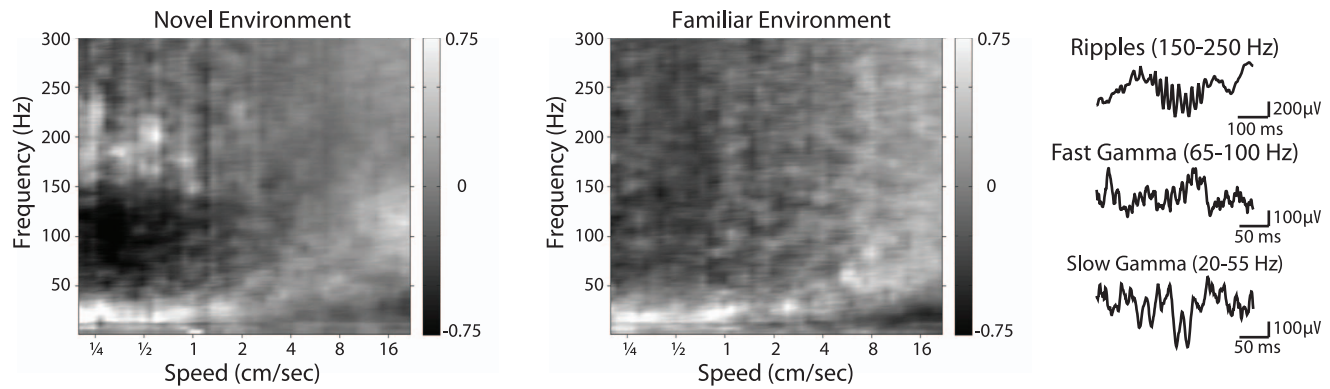 Novel Environment
300
250
200
150
100
50
Frequency (Hz)
¼ ½ 1 2 4 8 16
Speed (cm/sec)
0.75
0
-0.75
Familiar Environment
300
250
200
150
100
50
Frequency (Hz)
¼ ½ 1 2 4 8 16
Speed (cm/sec)
0.75
0
-0.75
Ripples (150-250 Hz)
200μV
100 ms
Fast Gamma (65-100 Hz)
100μV
50 ms
Slow Gamma (20-55 Hz)
100μV
50 ms